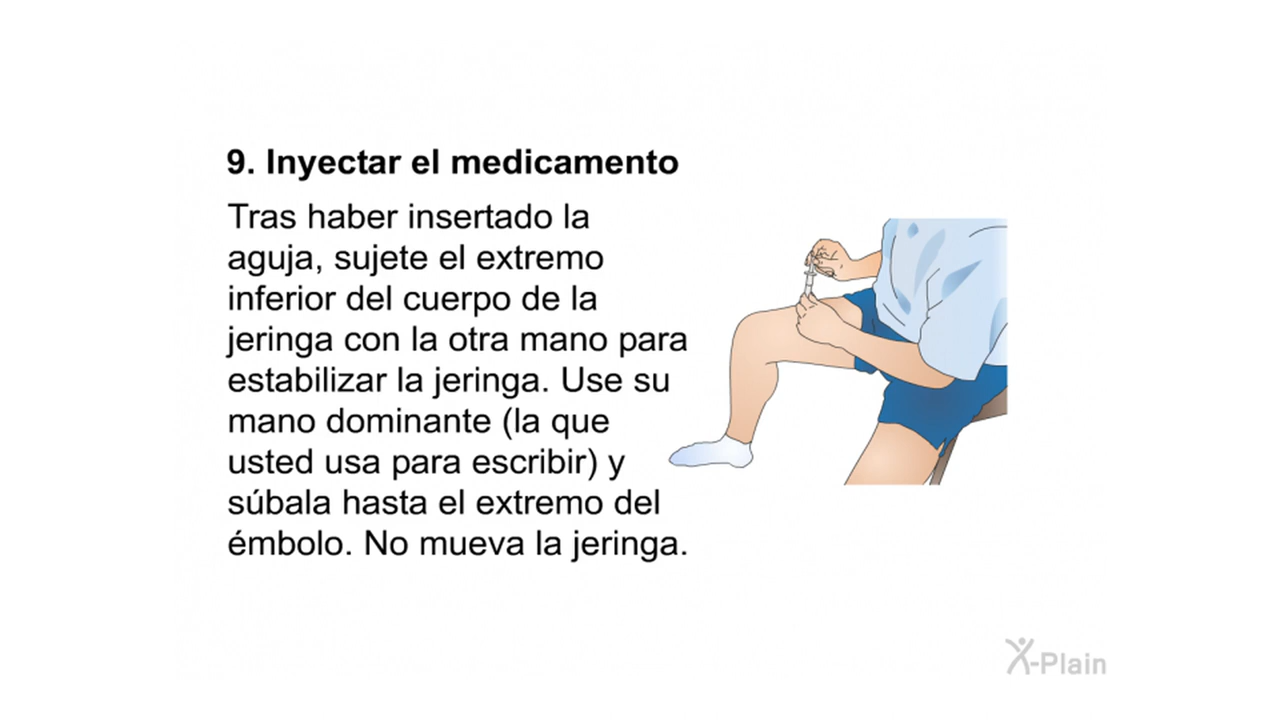 9. Inyectar el medicamento
Tras haber insertado la
aguja, sujete el extremo
inferior del cuerpo de la
jeringa con la otra mano para
estabilizar la jeringa. Use su
mano dominante (la que
usted usa para escribir) y
súbala hasta el extremo del
émbolo. No mueva la jeringa.
X-Plain